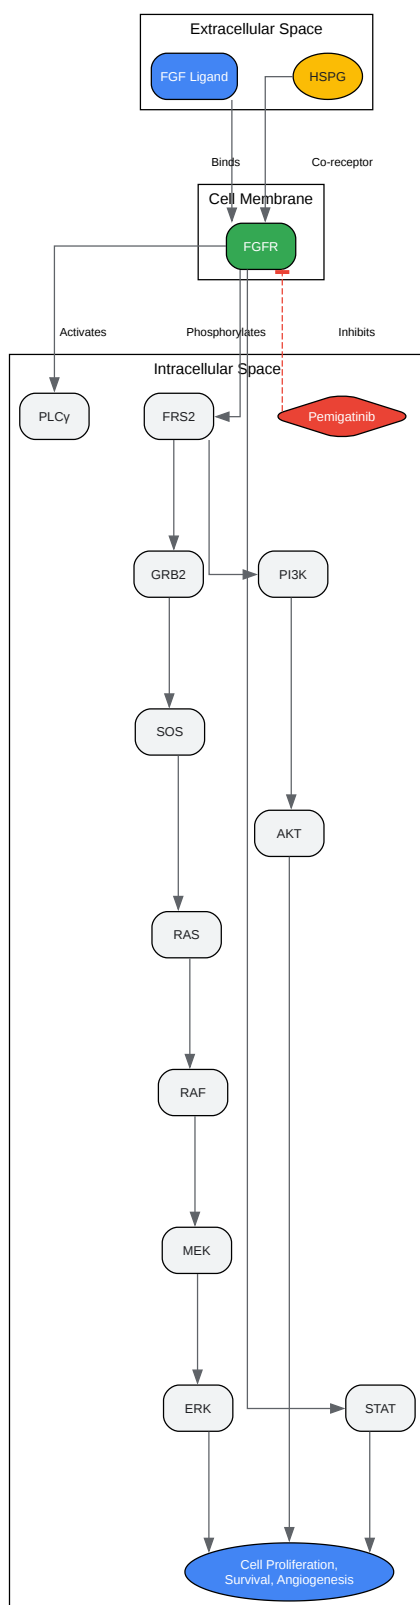 Extracellular Space
FGF Ligand
HSPG
Binds
Co-receptor
Cell Membrane
FGFR
Activates
Phosphorylates
Inhibits
Intracellular Space
PLCγ
FRS2
Pemigatinib
GRB2
PI3K
SOS
AKT
RAS
RAF
MEK
ERK
STAT
Cell Proliferation,
Survival, Angiogenesis